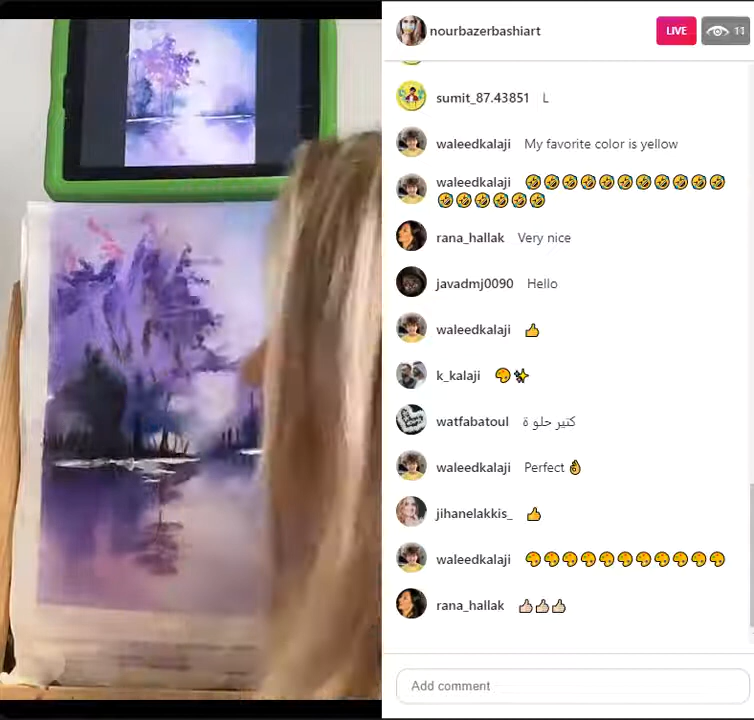 nourbazerbashiart
LIVE
11
sumit_87.43851 L
waleedkalaji My favorite color is yellow
waleedkalaji 🤣🤣🤣🤣🤣🤣🤣🤣🤣🤣🤣
🤣🤣🤣🤣🤣🤣
rana_hallak Very nice
javadmj0090 Hello
waleedkalaji 👍
k_kalaji 🎨✨
watfabatoul كتير حلو ة
waleedkalaji Perfect👌
jihanelakkis_ 👍
waleedkalaji 🎨🎨🎨🎨🎨🎨🎨🎨🎨🎨🎨
rana_hallak 👍🏻👍🏻👍🏼
Add comment